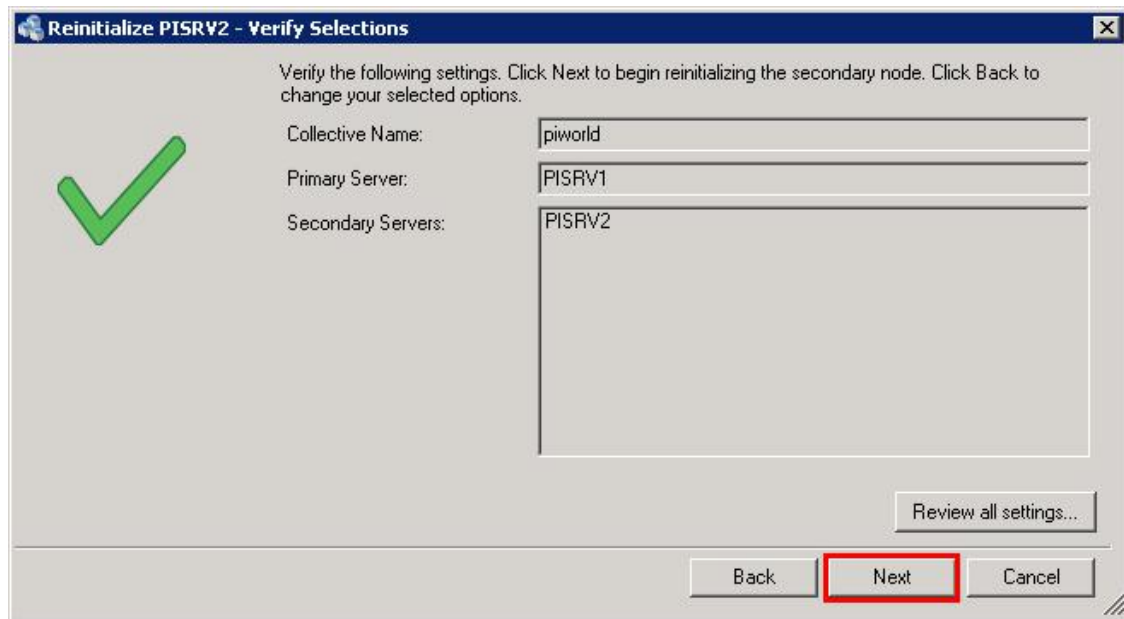 Reinitialize PISRV2 - Verify Selections
Verify the following settings. Click Next to begin reinitializing the secondary node. Click Back to
change your selected options.
Collective Name:
piworld
Primary Server:
PISRV1
Secondary Servers:
PISRV2
Review all settings...
Back
Next
Cancel